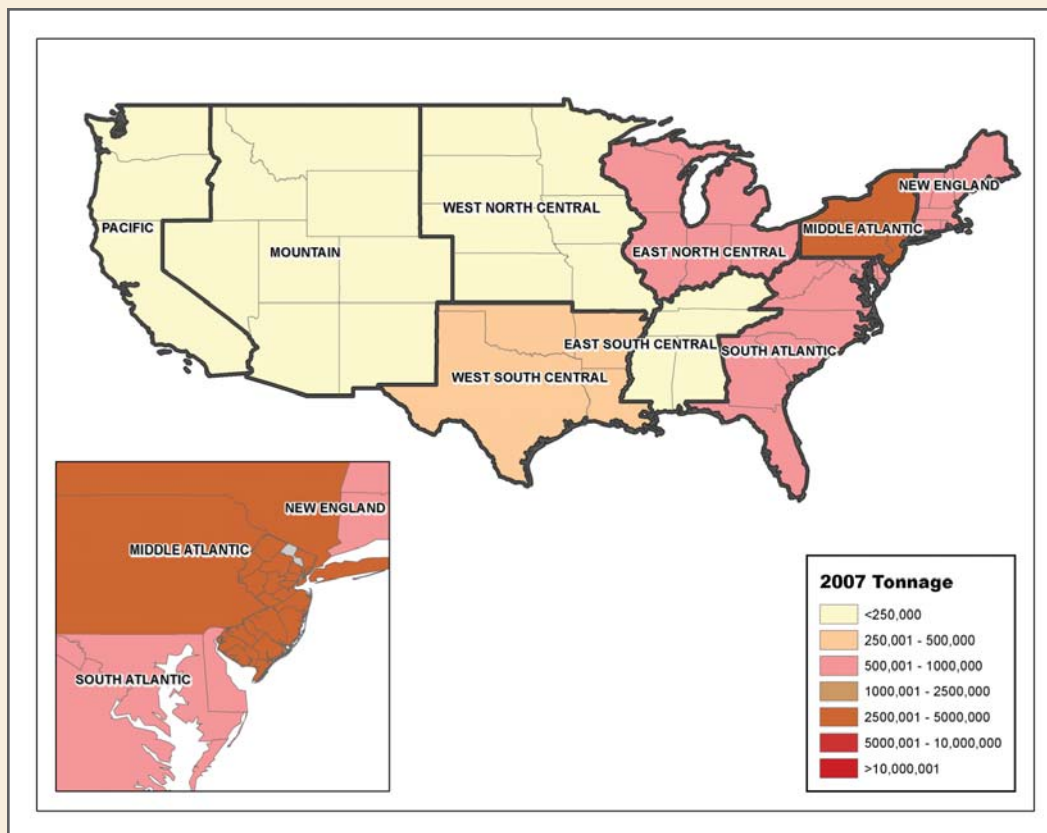 NEW ENGLAND
MIDDLE ATLANTIC
WEST NORTH CENTRAL
PACIFIC
MOUNTAIN
EAST NORTH CENTRAL
EAST SOUTH CENTRAL
SOUTH ATLANTIC
WEST SOUTH CENTRAL
NEW ENGLAND
MIDDLE ATLANTIC
SOUTH ATLANTIC
2007 Tonnage
<250,000
250,001 - 500,000
500,001 - 1000,000
1000,001 - 2500,000
2500,001 - 5000,000
5000,001 - 10,000,000
>10,000,001